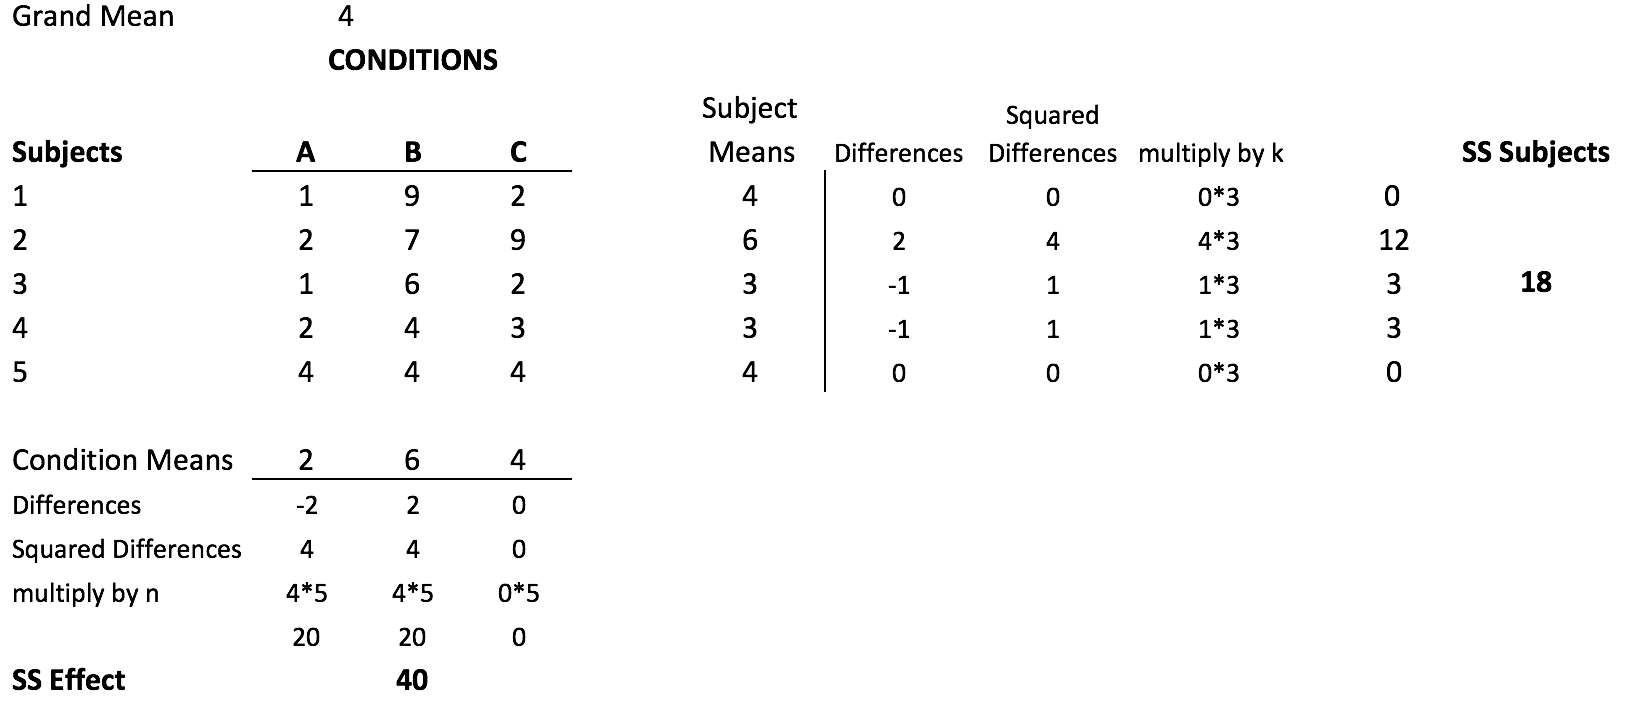 Grand Mean 4
CONDITIONS
Subject
Squared
Subjects A B C Means Differences Differences multiply by k SS Subjects
1 1 9 2 4 0 0 0*3 0
2 2 7 9 6 2 4 4*3 12
3 1 6 2 3 -1 1 1*3 3 18
4 2 4 3 3 -1 1 1*3 3
5 4 4 4 4 0 0 0*3 0
Condition Means 2 6 4
Differences -2 2 0
Squared Differences 4 4 0
multiply by n 4*5 4*5 0*5
20 20 0
SS Effect 40